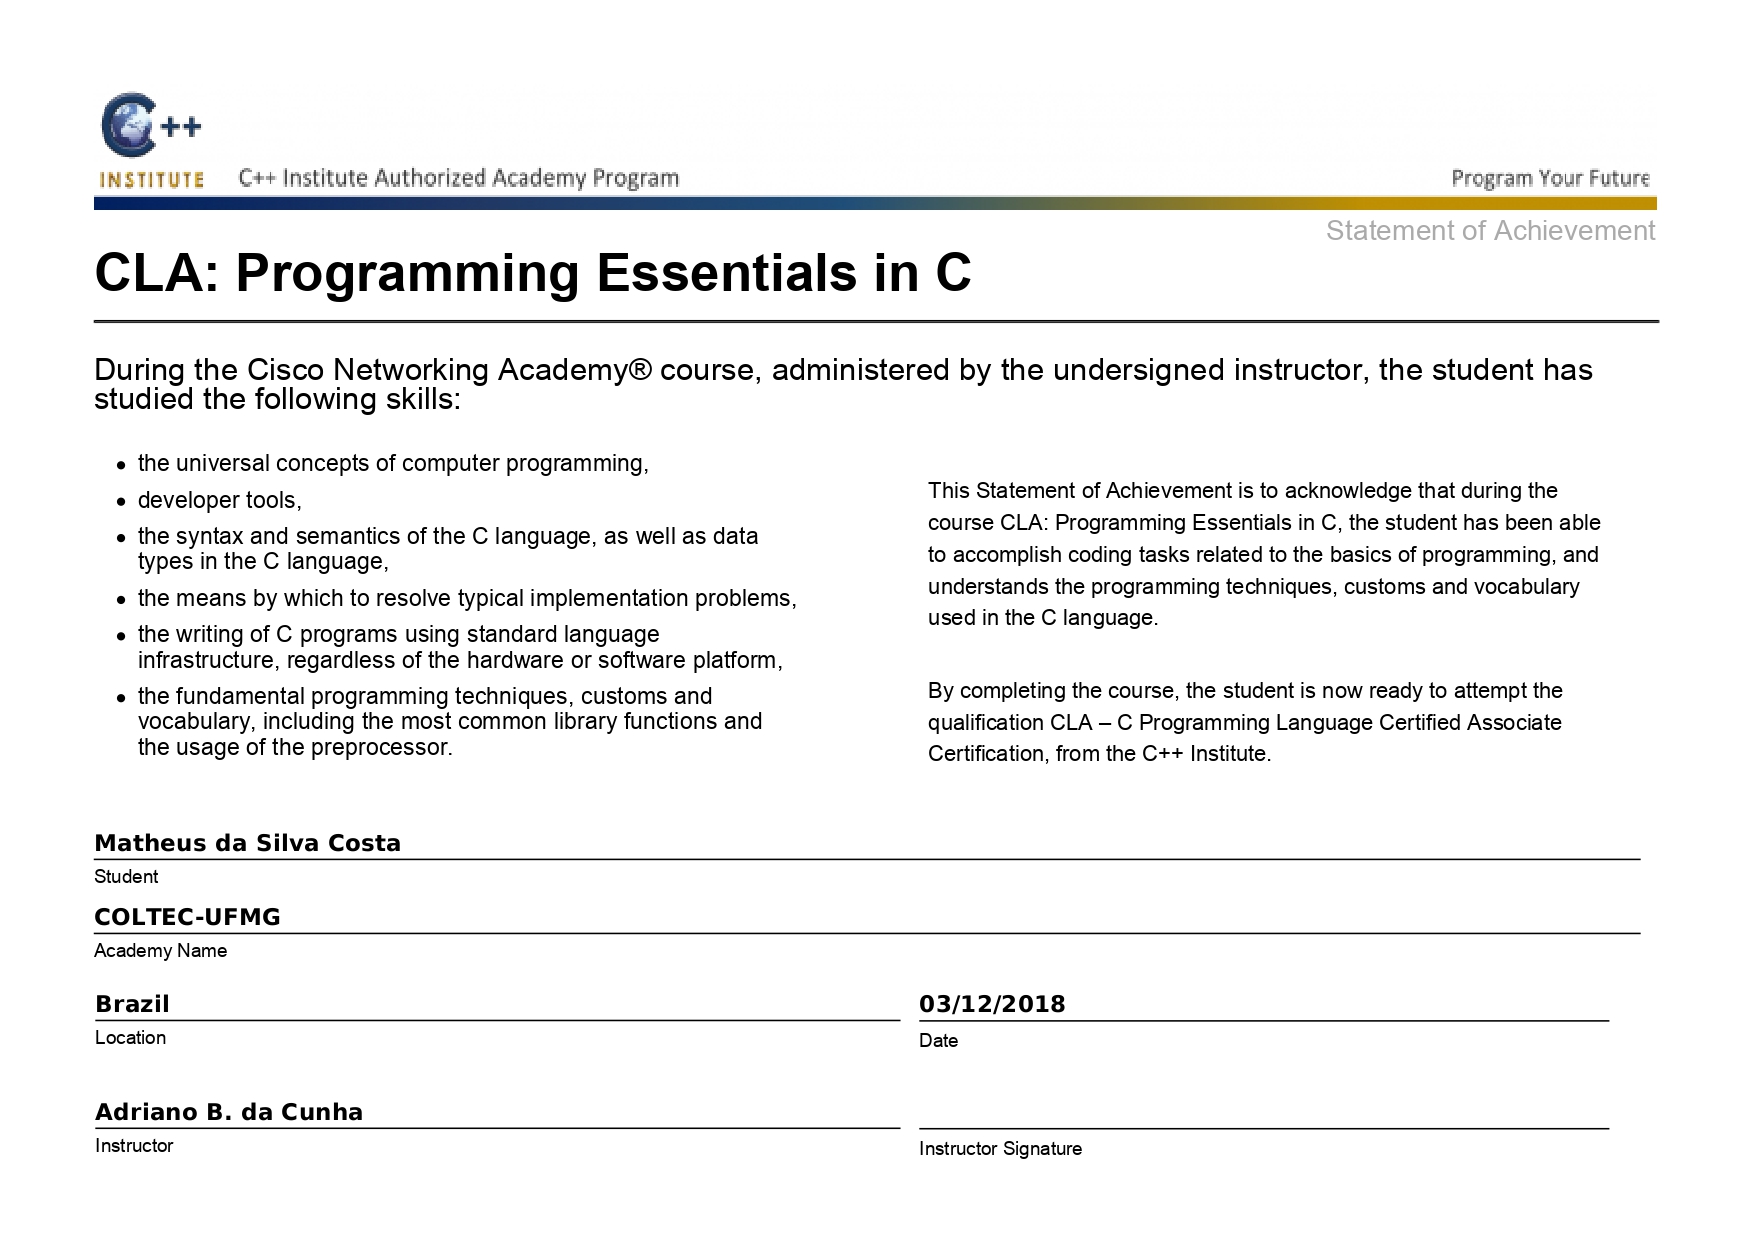 C++
INSTITUTE
C++ Institute Authorized Academy Program
Program Your Future
Statement of Achievement
CLA: Programming Essentials in C
During the Cisco Networking Academy® course, administered by the undersigned instructor, the student has
studied the following skills:
• the universal concepts of computer programming,
• developer tools,
• the syntax and semantics of the C language, as well as data
types in the C language,
• the means by which to resolve typical implementation problems,
• the writing of C programs using standard language
infrastructure, regardless of the hardware or software platform,
• the fundamental programming techniques, customs and
vocabulary, including the most common library functions and
the usage of the preprocessor.
This Statement of Achievement is to acknowledge that during the
course CLA: Programming Essentials in C, the student has been able
to accomplish coding tasks related to the basics of programming, and
understands the programming techniques, customs and vocabulary
used in the C language.
By completing the course, the student is now ready to attempt the
qualification CLA – C Programming Language Certified Associate
Certification, from the C++ Institute.
Matheus da Silva Costa
Student
COLTEC-UFMG
Academy Name
Brazil
Location
03/12/2018
Date
Adriano B. da Cunha
Instructor
Instructor Signature